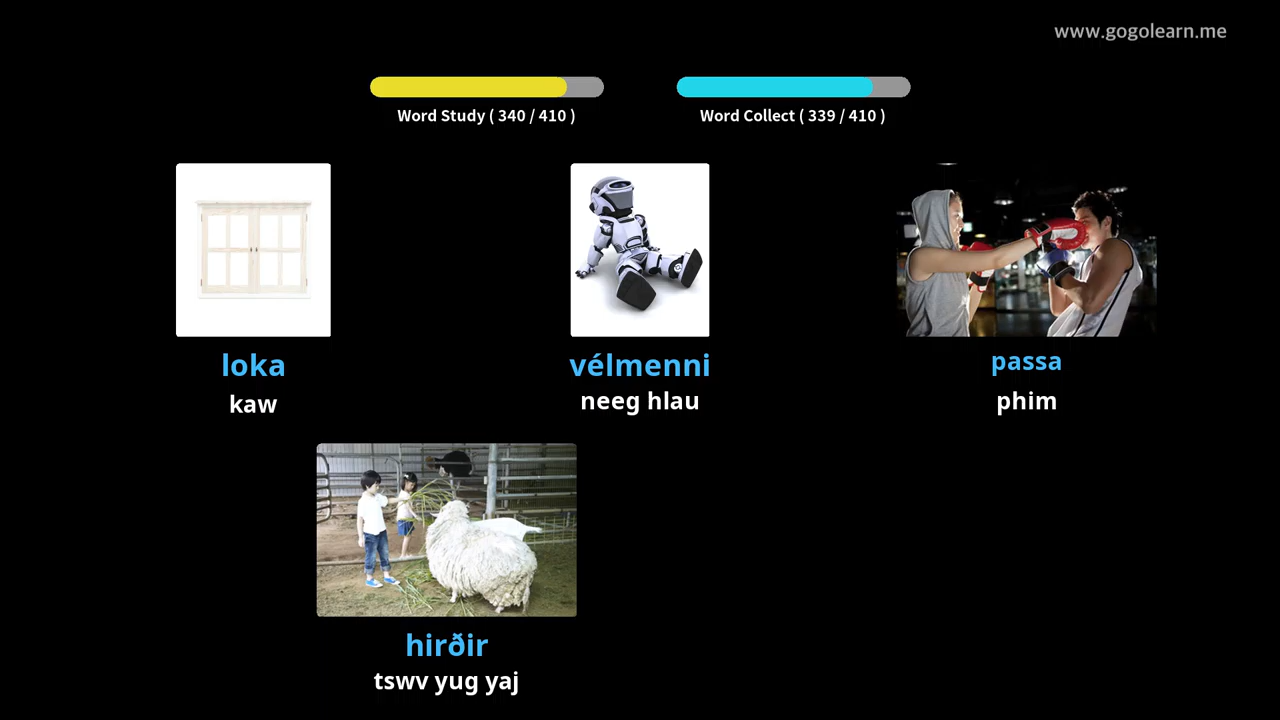 www.gogolearn.me
Word Study ( 340 / 410 )
Word Collect ( 339 / 410 )
loka
kaw
vélmenni
neeg hlau
passa
phim
hirðir
tswv yug yaj